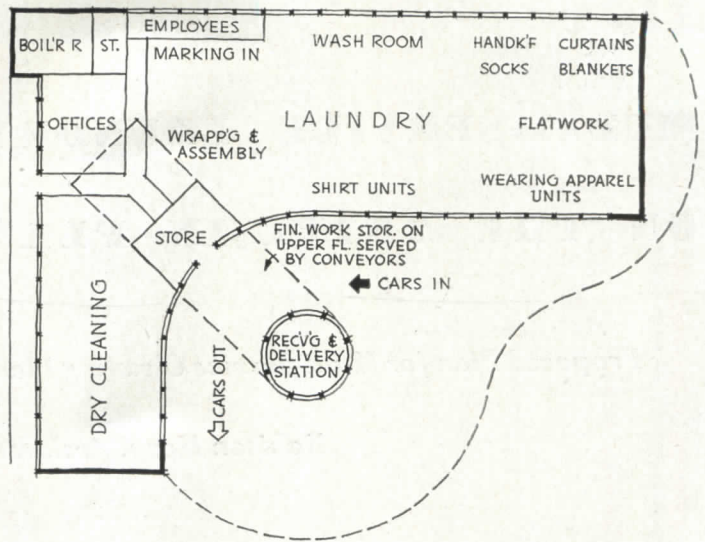 EMPLOYEES
BOIL'R R
ST.
MARKING IN
WASH ROOM
HANDK'F
CURTAINS
SOCKS
BLANKETS
OFFICES
LAUNDRY
FLATWORK
WRAPP'G &
ASSEMBLY
SHIRT UNITS
WEARING APPAREL
UNITS
STORE
FIN. WORK STOR. ON
UPPER FL. SERVED
BY CONVEYORS
CARS IN
DRY CLEANING
RECV'G &
DELIVERY
STATION
CARS OUT